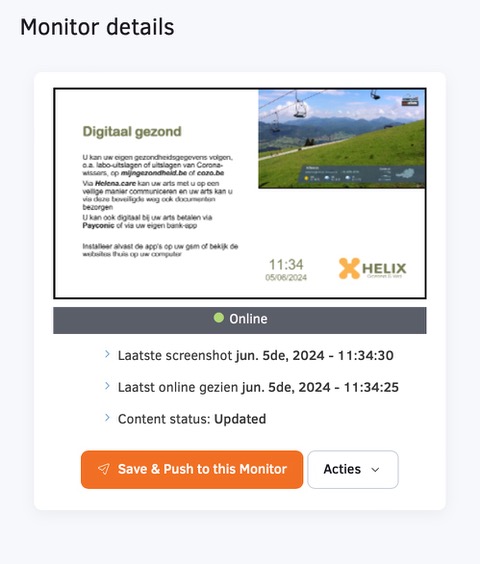 Monitor details
Digitaal gezond
U kan uw eigen gezondheidsgegevens volgen,
o.a. labo-uitslagen of uitslagen van Corona-
wissers, op mijngezondheid.be of cozo.be
Via Helena.care kan uw arts met u op een
veilige manier communiceren en uw arts kan u
via deze beveiligde weg ook documenten
bezorgen
U kan ook digitaal bij uw arts betalen via
Payconic of via uw eigen bank-app
Installeer alvast de app's op uw gsm of bekijk de
websites thuis op uw computer
11:34
05/06/2024
HELIX
Online
Laatste screenshot jun. 5de, 2024 - 11:34:30
Laatst online gezien jun. 5de, 2024 - 11:34:25
Content status: Updated
Save & Push to this Monitor
Acties